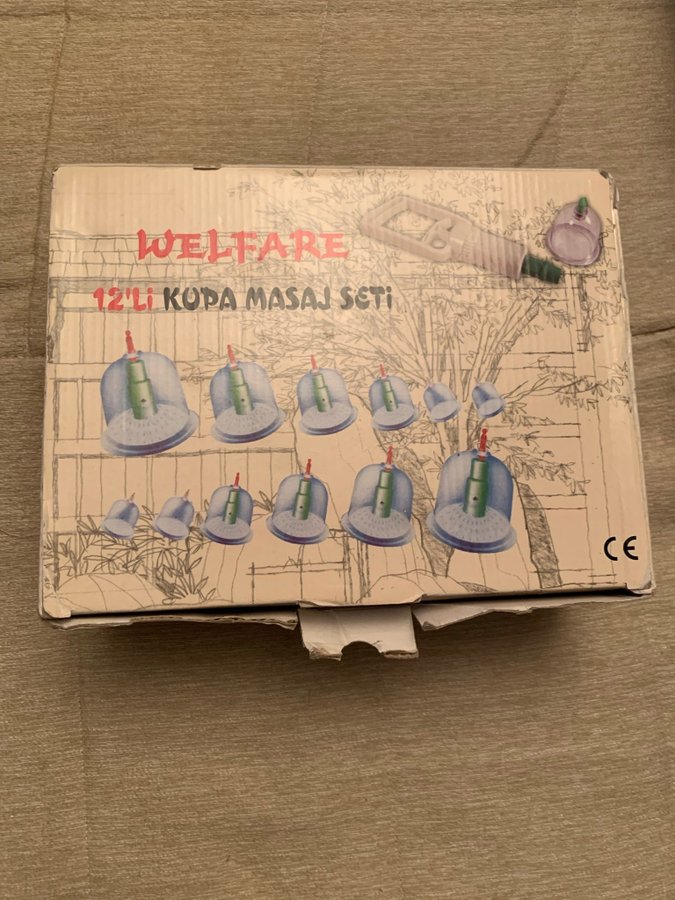 WELFARE
12'Lİ KUPA MASAJ SETİ
CE